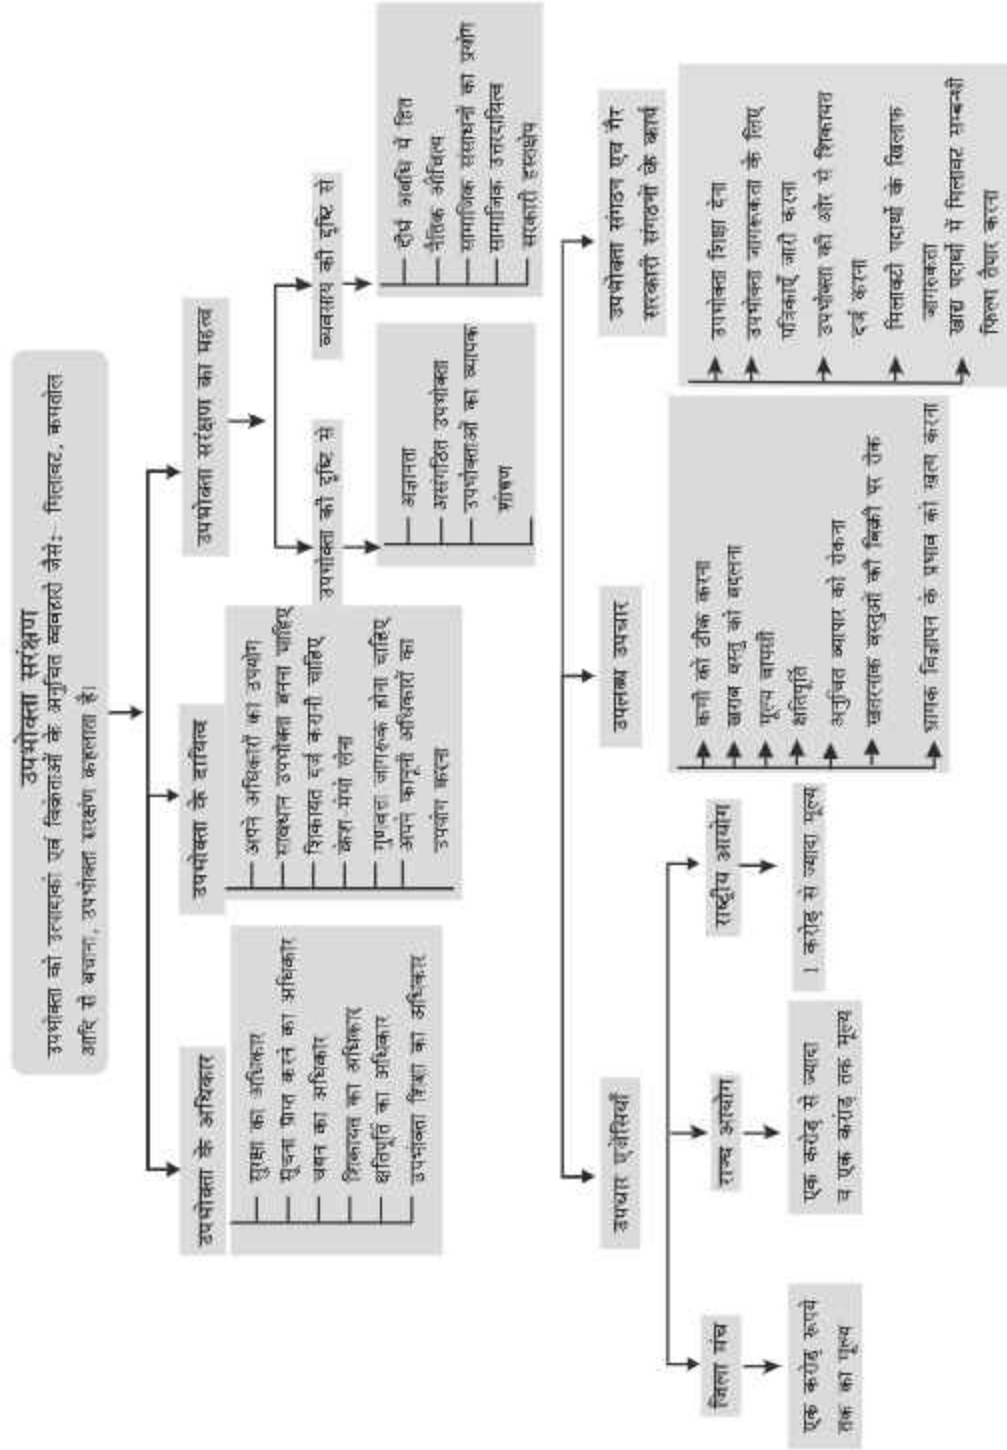 उपभोक्ता सरंक्षण
उपभोक्ता को उत्पादकों एवं विक्रताओं के अनुचित व्यवहारों जैसे:- मिलावट, कमतोल
आदि से बचाना, उपभोक्ता सरक्षण कहलाता है।
उपभोक्ता के अधिकार
सुरक्षा का अधिकार
सूचना प्राप्त करने का अधिकार
चयन का अधिकार
शिकायत का अधिकार
क्षतिपूर्ति का अधिकार
उपभोक्ता शिक्षा का अधिकार
उपभोक्ता के दायित्व
अपने अधिकारों का उपयोग
सावधान उपभोक्ता बनना चाहिए
शिकायत दर्ज करानी चाहिए
केश-मेमो लेना
गुणवत्ता जागरुक होना चाहिए
अपने कानूनी अधिकारों का
उपयोग करना
उपभोक्ता सरंक्षण का महत्व
उपभोक्ता की दृष्टि से
अज्ञानता
असंगठित उपभोक्ता
उपभोक्ताओं का व्यापक
शोषण
व्यवसाय की दृष्टि से
दीर्घ अवधि में हित
नैतिक औचित्य
सामाजिक संसाधनों का प्रयोग
सामाजिक उत्तरदायित्व
सरकारी हस्तक्षेप
उपचार एजेंसियाँ
जिला मंच
एक करोड़ रूपये
तक का मूल्य
राज्य आयोग
एक करोड़ से ज्यादा
व एक करोड़ तक मूल्य
राष्ट्रीय आयोग
1 करोड़ से ज्यादा मूल्य
उपलब्ध उपचार
कमी को ठीक करना
खराब वस्तु को बदलना
मूल्य वापसी
क्षतिपूर्ति
अनुचित व्यापार को रोकना
खतरनाक वस्तुओं की बिक्री पर रोक
भ्रामक विज्ञापन के प्रभाव को खत्म करना
उपभोक्ता संगठन एवं गैर
सरकारी संगठनों के कार्य
उपभोक्ता शिक्षा देना
उपभोक्ता जागरूकता के लिए
पत्रिकाएँ जारी करना
उपभोक्ता की ओर से शिकायत
दर्ज करना
मिलावटी पदार्थों के खिलाफ
जागरुकता
खाद्य पदार्थों में मिलावट सम्बन्धी
फिल्म तैयार करना